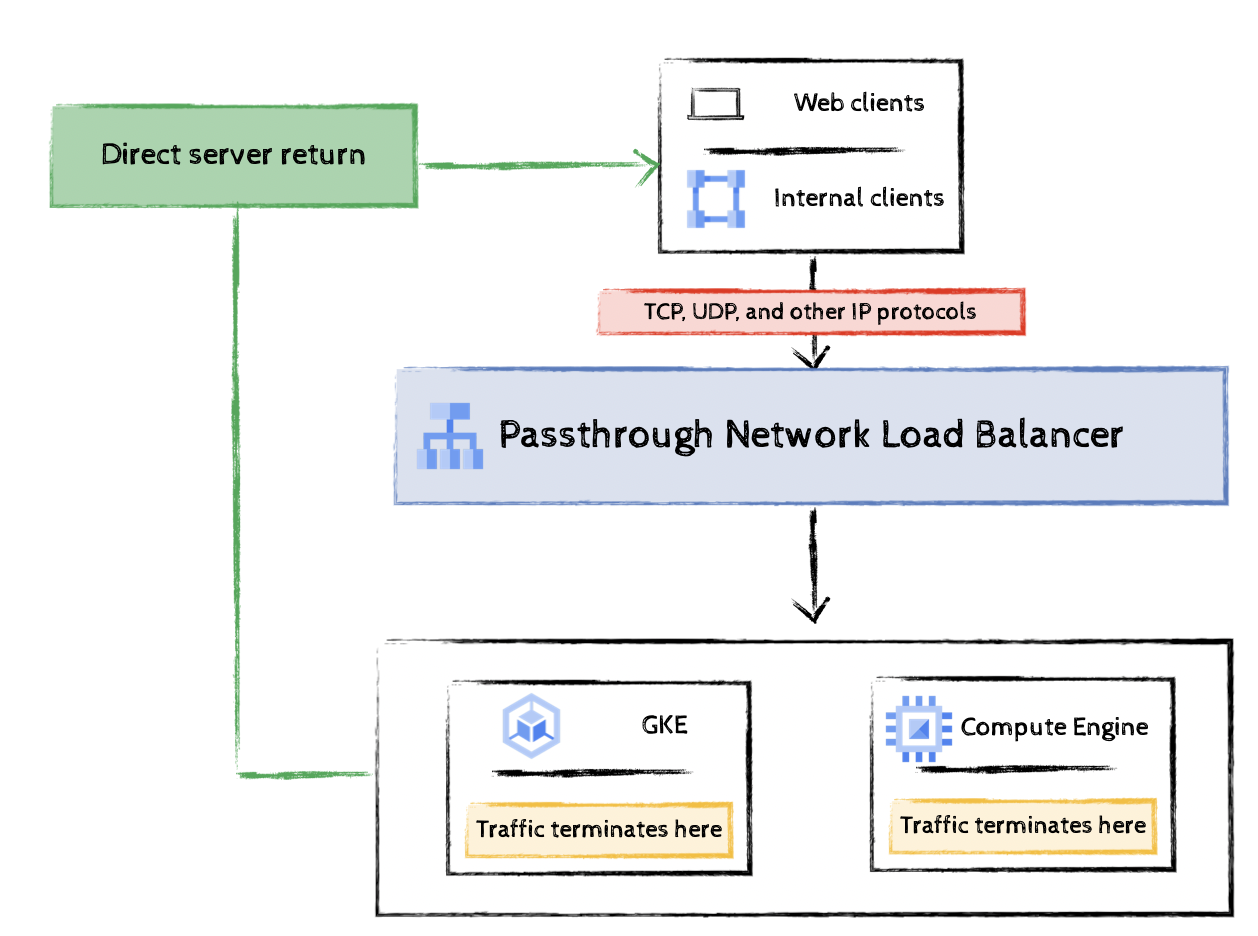 Web clients
Direct server return
Internal clients
TCP, UDP, and other IP protocols
Passthrough Network Load Balancer
GKE
Compute Engine
Traffic terminates here
Traffic terminates here